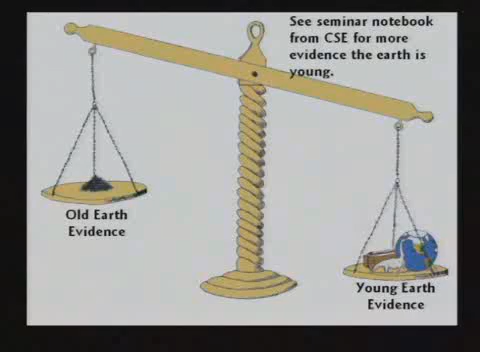 See seminar notebook
from CSE for more
evidence the earth is
young.
Old Earth
Evidence
Young Earth
Evidence